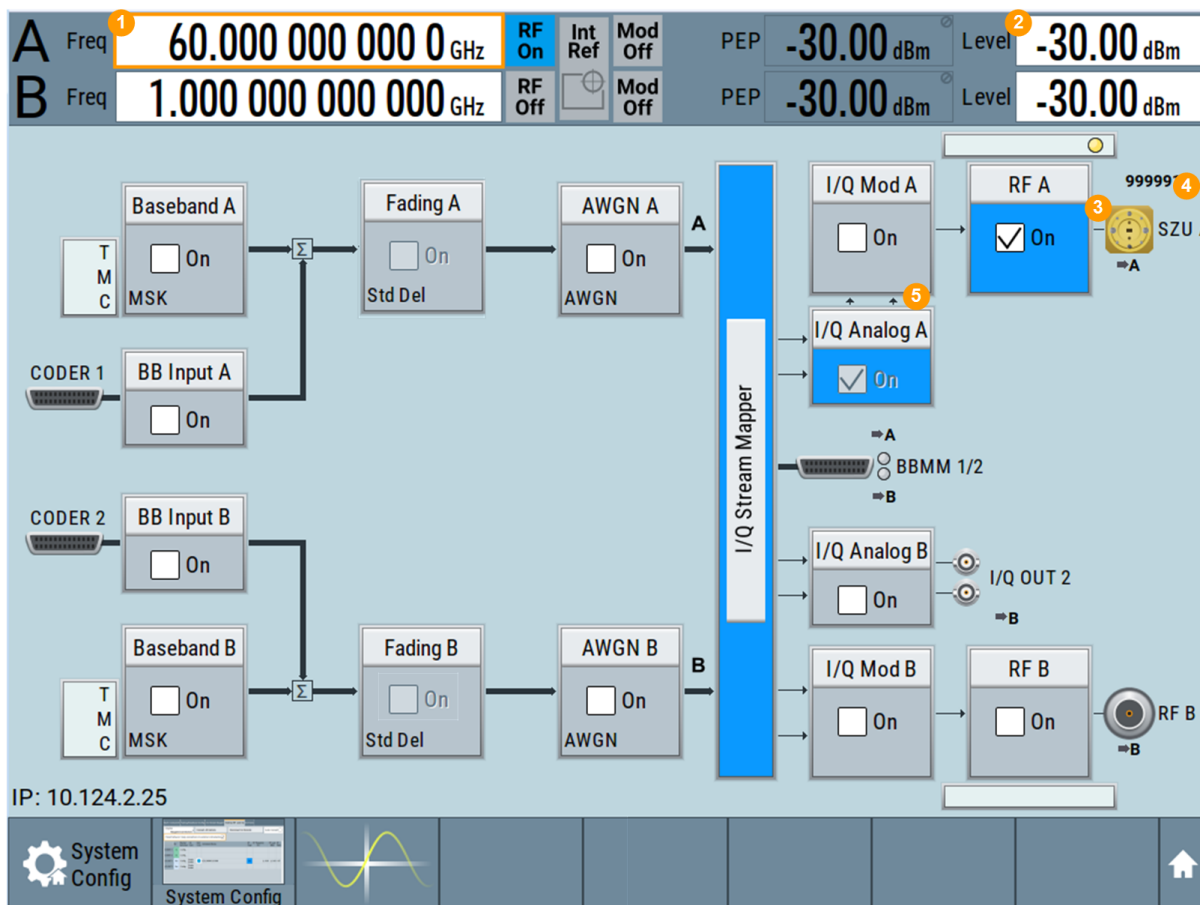 A Freq 1 60.000 000 000 0 GHz RF On Int Ref Mod Off PEP -30.00 dBm Level 2 -30.00 dBm
B Freq 1.000 000 000 000 GHz RF Off Mod Off PEP -30.00 dBm Level -30.00 dBm
Baseband A
On
MSK
T
M
C
Σ
Fading A
On
Std Del
AWGN A
On
AWGN
A
I/Q Mod A
On
RF A
On
3
4
SZU
A
5
I/Q Analog A
On
CODER 1
BB Input A
On
I/Q Stream Mapper
A
BBMM 1/2
B
CODER 2
BB Input B
On
I/Q Analog B
On
I/Q OUT 2
B
Baseband B
On
MSK
T
M
C
Σ
Fading B
On
Std Del
AWGN B
On
AWGN
B
I/Q Mod B
On
RF B
On
RF B
B
IP: 10.124.2.25
System
Config
System Config